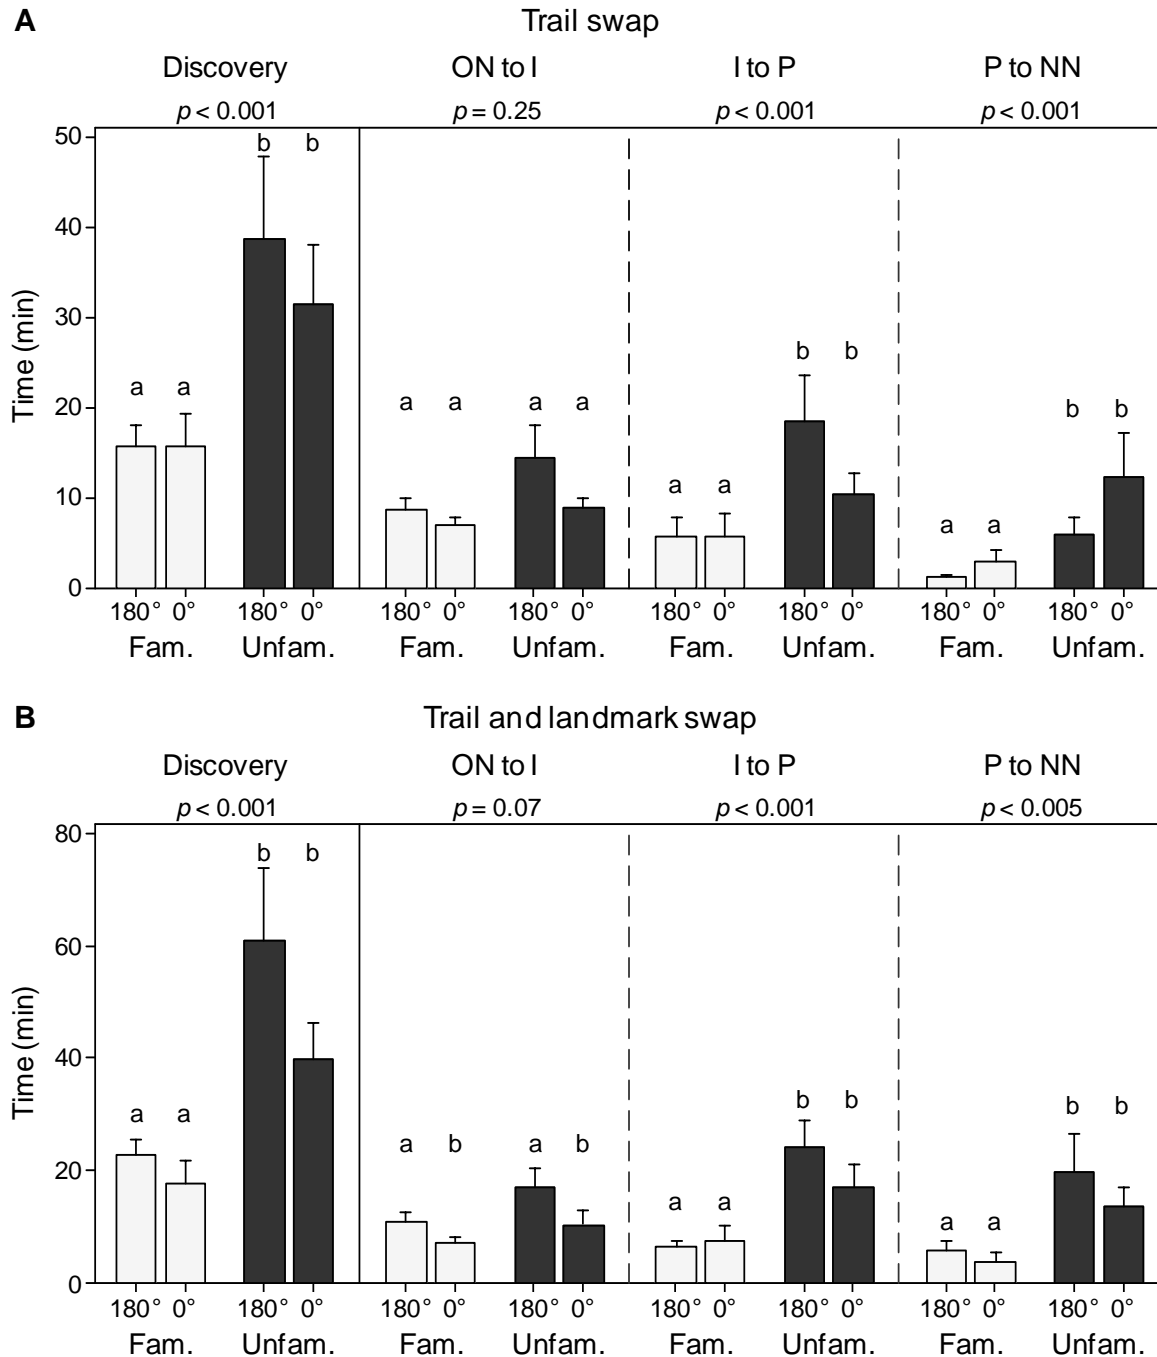 A Trail swap
Discovery ON to I I to P P to NN
p < 0.001 p = 0.25 p < 0.001 p < 0.001
50
b b
40
30
b b
a a a a a a b b
20
a a a a
10
0
Time (min)
180° 0° 180° 0° 180° 0° 180° 0° 180° 0° 180° 0° 180° 0° 180° 0°
Fam. Unfam. Fam. Unfam. Fam. Unfam. Fam. Unfam.
B Trail and landmark swap
Discovery ON to I I to P P to NN
p < 0.001 p = 0.07 p < 0.001 p < 0.005
80
b b
60
40
a a b b b b
a b a b
20
a a a a
0
Time (min)
180° 0° 180° 0° 180° 0° 180° 0° 180° 0° 180° 0° 180° 0° 180° 0°
Fam. Unfam. Fam. Unfam. Fam. Unfam. Fam. Unfam.